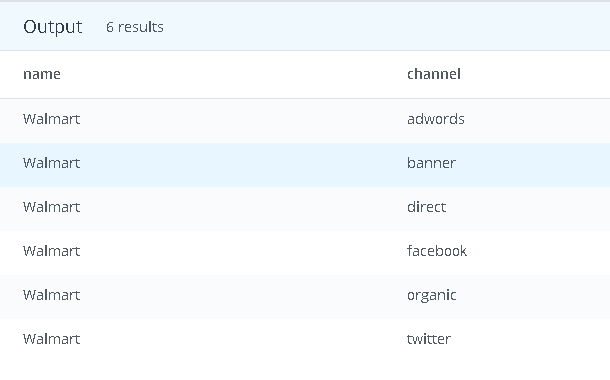 Output 6 results
name channel
Walmart adwords
Walmart banner
Walmart direct
Walmart facebook
Walmart organic
Walmart twitter